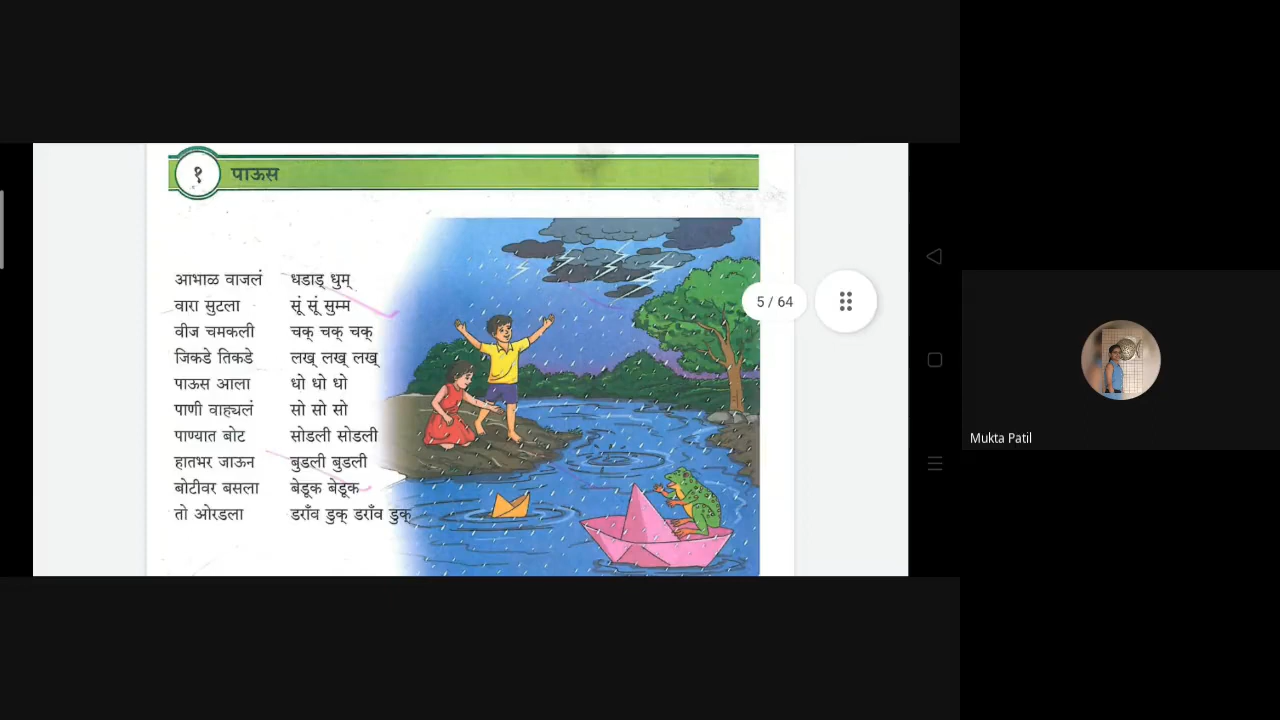 १ पाऊस
आभाळ वाजलं धडाड् धुम्
वारा सुटला सूं सूं सुम्म
वीज चमकली चक् चक् चक्
जिकडे तिकडे लख् लख् लख्
पाऊस आला धो धो धो
पाणी वाहालं सो सो सो
पाण्यात बोट सोडली सोडली
हातभर जाऊन बुडली बुडली
बोटीवर बसला बेडूक बेडूक
तो ओरडला डराँव डुक् डराँव डुक्
5 / 64
Mukta Patil